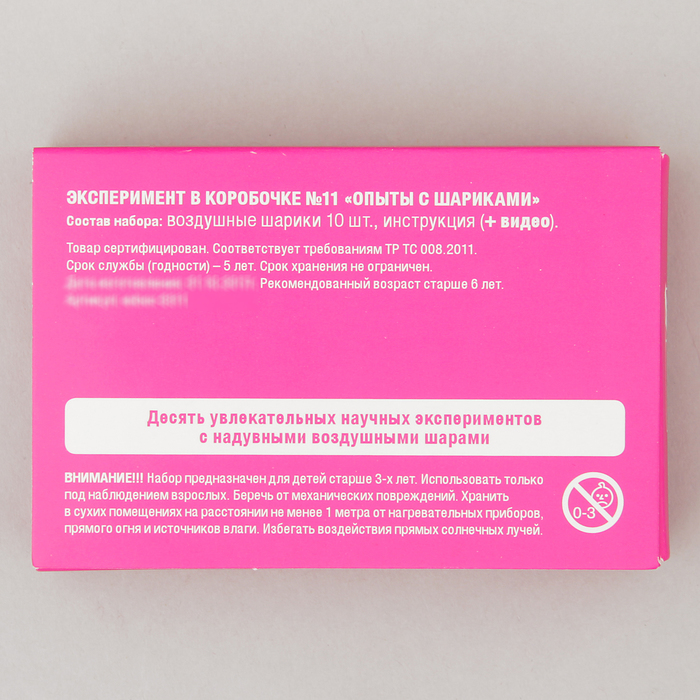 ЭКСПЕРИМЕНТ В КОРОБОЧКЕ №11 «ОПЫТЫ С ШАРИКАМИ»
Состав набора: воздушные шарики 10 шт., инструкция (+ видео).
Товар сертифицирован. Соответствует требованиям ТР ТС 008.2011.
Срок службы (годности) – 5 лет. Срок хранения не ограничен.
Рекомендованный возраст старше 6 лет.
Десять увлекательных научных экспериментов
с надувными воздушными шарами
ВНИМАНИЕ!!! Набор предназначен для детей старше 3-х лет. Использовать только
под наблюдением взрослых. Беречь от механических повреждений. Хранить
в сухих помещениях на расстоянии не менее 1 метра от нагревательных приборов,
прямого огня и источников влаги. Избегать воздействия прямых солнечных лучей.
0-3